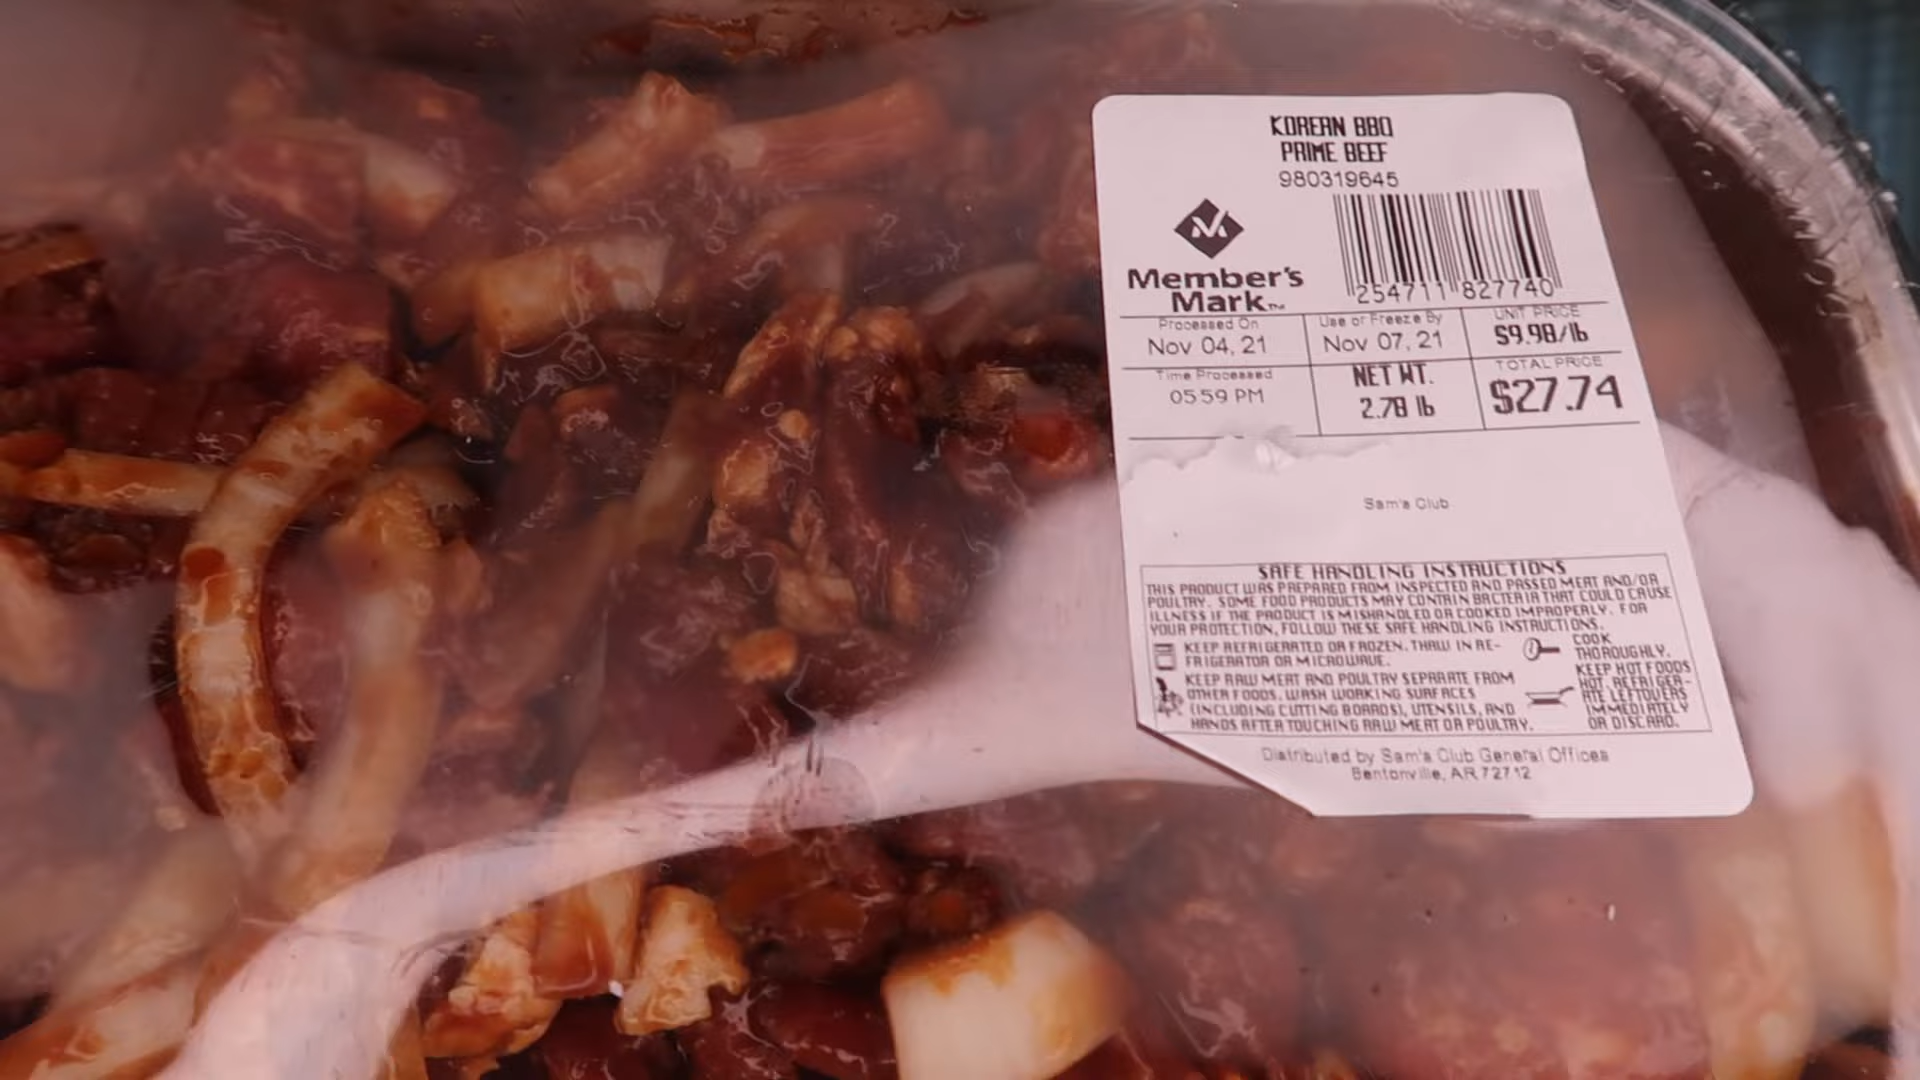 KOREAN BBQ
PRIME BEEF
980319645
Member's
Mark™
254711 827740
Processed On
Nov 04, 21
Use or Freeze By
Nov 07, 21
UNIT PRICE
$9.98/lb
Time Processed
05:59 PM
NET WT.
2.78 lb
TOTAL PRICE
$27.74
Sam's Club
SAFE HANDLING INSTRUCTIONS
THIS PRODUCT WAS PREPARED FROM INSPECTED AND PASSED MEAT AND/OR
POULTRY. SOME FOOD PRODUCTS MAY CONTAIN BACTERIA THAT COULD CAUSE
ILLNESS IF THE PRODUCT IS MISHANDLED OR COOKED IMPROPERLY. FOR
YOUR PROTECTION, FOLLOW THESE SAFE HANDLING INSTRUCTIONS.
KEEP REFRIGERATED OR FROZEN. THAW IN RE-
FRIGERATOR OR MICROWAVE.
KEEP RAW MEAT AND POULTRY SEPARATE FROM
OTHER FOODS. WASH WORKING SURFACES
(INCLUDING CUTTING BOARDS), UTENSILS, AND
HANDS AFTER TOUCHING RAW MEAT OR POULTRY.
COOK
THOROUGHLY.
KEEP HOT FOODS
HOT. REFRIGER-
ATE LEFTOVERS
IMMEDIATELY
OR DISCARD.
Distributed by Sam's Club General Offices
Bentonville, AR 72712